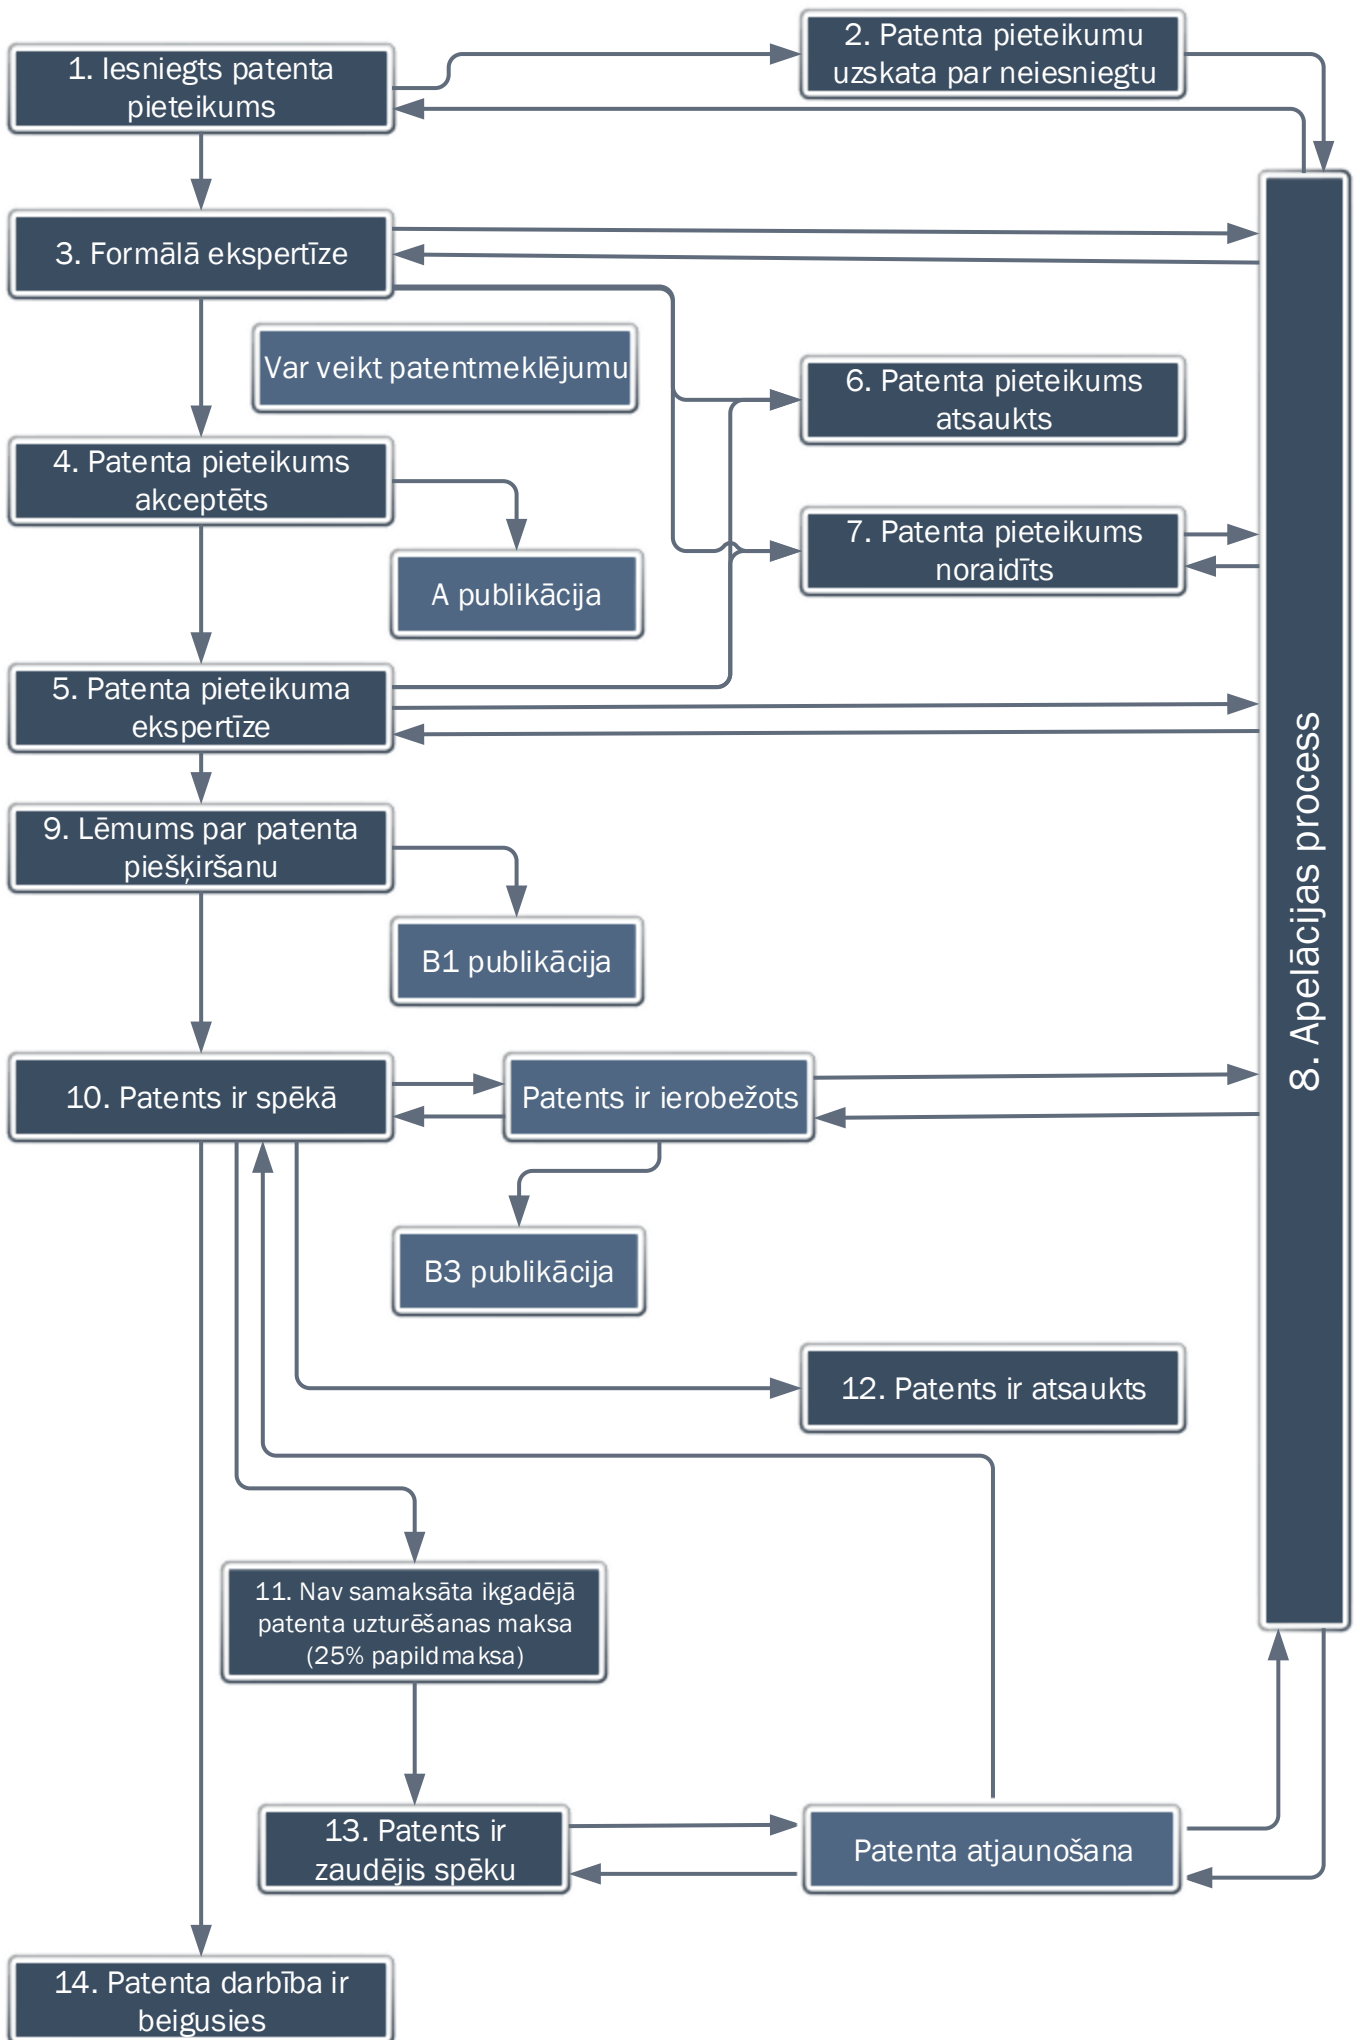 1. Iesniegts patenta
pieteikums
2. Patenta pieteikumu
uzskata par neiesniegtu
3. Formālā ekspertīze
Var veikt patentmeklējumu
6. Patenta pieteikums
atsaukts
4. Patenta pieteikums
akceptēts
7. Patenta pieteikums
noraidīts
A publikācija
5. Patenta pieteikuma
ekspertīze
8. Apelācijas process
9. Lēmums par patenta
piešķiršanu
B1 publikācija
10. Patents ir spēkā
Patents ir ierobežots
B3 publikācija
12. Patents ir atsaukts
11. Nav samaksāta ikgadējā
patenta uzturēšanas maksa
(25% papildmaksa)
13. Patents ir
zaudējis spēku
Patenta atjaunošana
14. Patenta darbība ir
beigusies